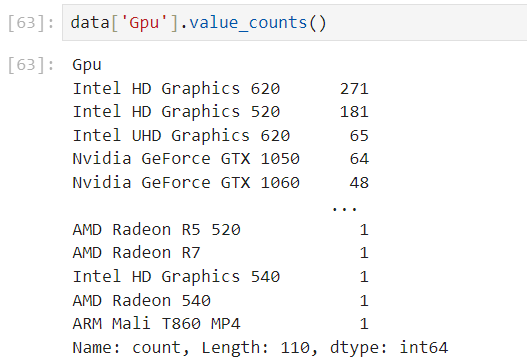 [63]: data['Gpu'].value_counts()
[63]: Gpu
Intel HD Graphics 620 271
Intel HD Graphics 520 181
Intel UHD Graphics 620 65
Nvidia GeForce GTX 1050 64
Nvidia GeForce GTX 1060 48
...
AMD Radeon R5 520 1
AMD Radeon R7 1
Intel HD Graphics 540 1
AMD Radeon 540 1
ARM Mali T860 MP4 1
Name: count, Length: 110, dtype: int64